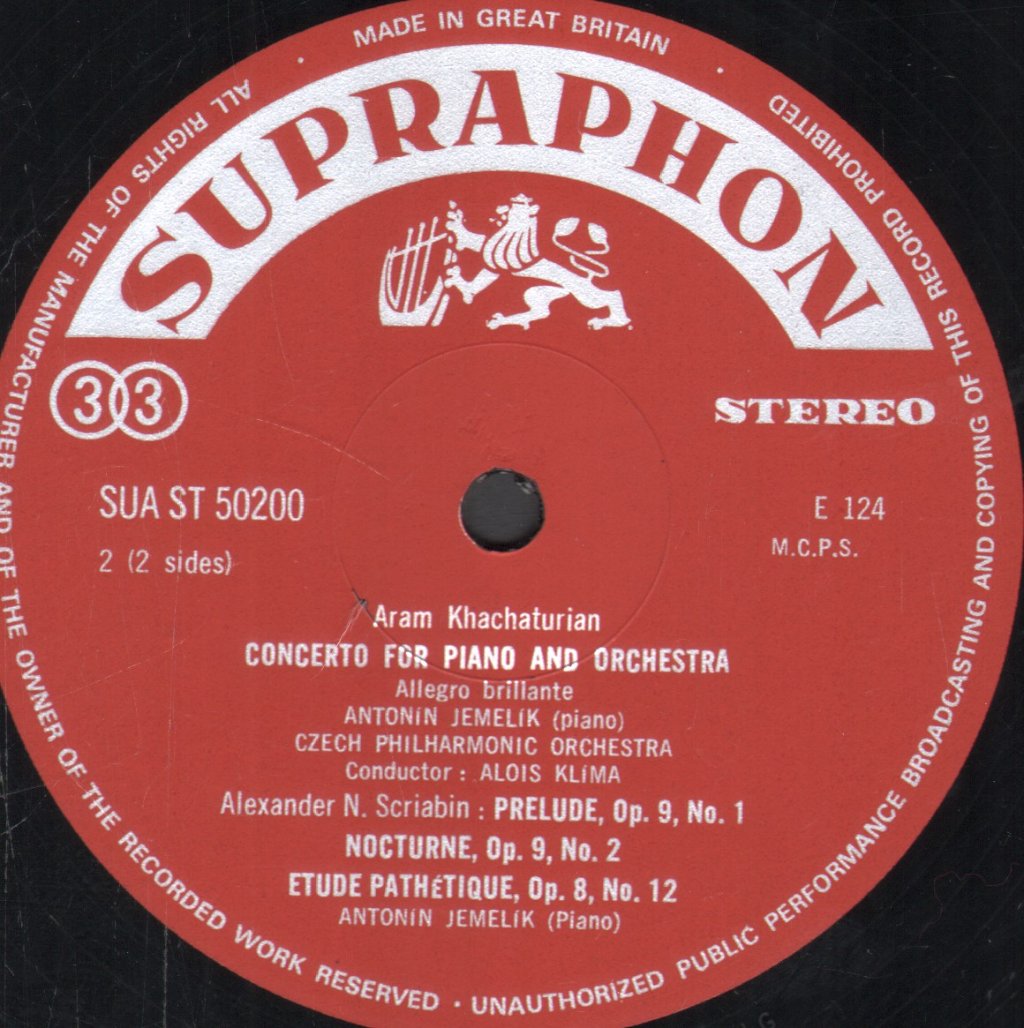 MADE IN GREAT BRITAIN
ALL RIGHTS OF THE MANUFACTURER AND OF THE OWNER OF THE RECORDED WORK RESERVED · UNAUTHORIZED PUBLIC PERFORMANCE BROADCASTING AND COPYING OF THIS RECORD PROHIBITED
SUPRAPHON
33
STEREO
SUA ST 50200
E 124
2 (2 sides)
M.C.P.S.
Aram Khachaturian
CONCERTO FOR PIANO AND ORCHESTRA
Allegro brillante
ANTONíN JEMELíK (piano)
CZECH PHILHARMONIC ORCHESTRA
Conductor : ALOIS KLíMA
Alexander N. Scriabin : PRELUDE, Op. 9, No. 1
NOCTURNE, Op. 9, No. 2
ETUDE PATHéTIQUE, Op. 8, No. 12
ANTONíN JEMELíK (Piano)